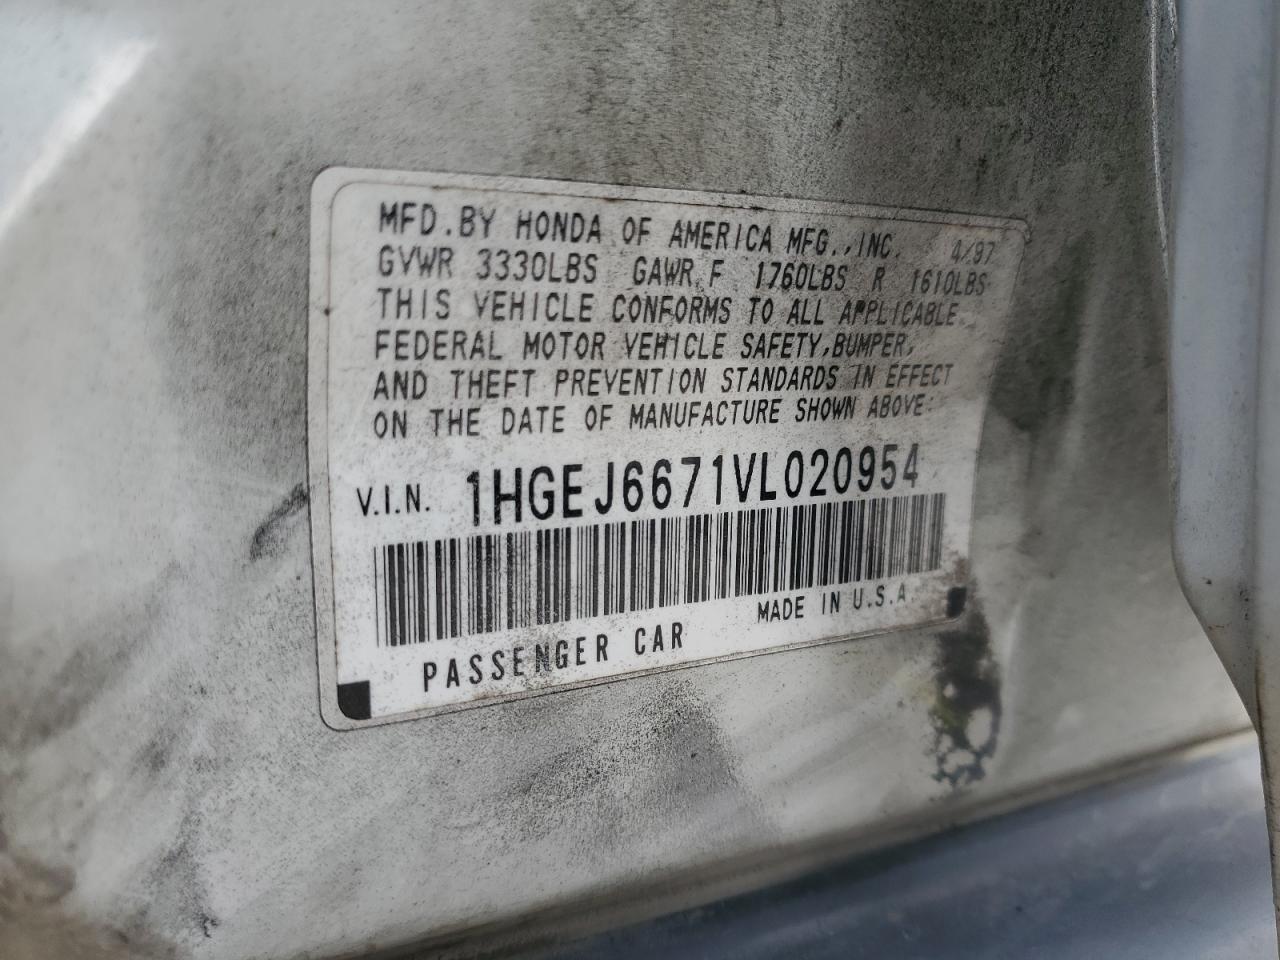 MFD.BY HONDA OF AMERICA MFG.,INC. 4/97
GVWR 3330LBS GAWR F 1760LBS R 1610LBS
THIS VEHICLE CONFORMS TO ALL APPLICABLE
FEDERAL MOTOR VEHICLE SAFETY,BUMPER,
AND THEFT PREVENTION STANDARDS IN EFFECT
ON THE DATE OF MANUFACTURE SHOWN ABOVE.
V.I.N. 1HGEJ6671VL020954
PASSENGER CAR MADE IN U.S.A.